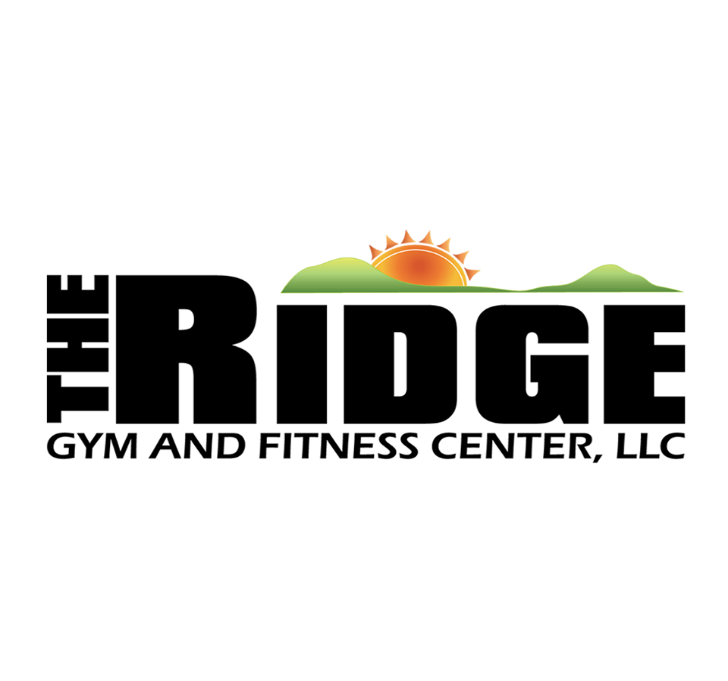 THE
RIDGE
GYM AND FITNESS CENTER, LLC